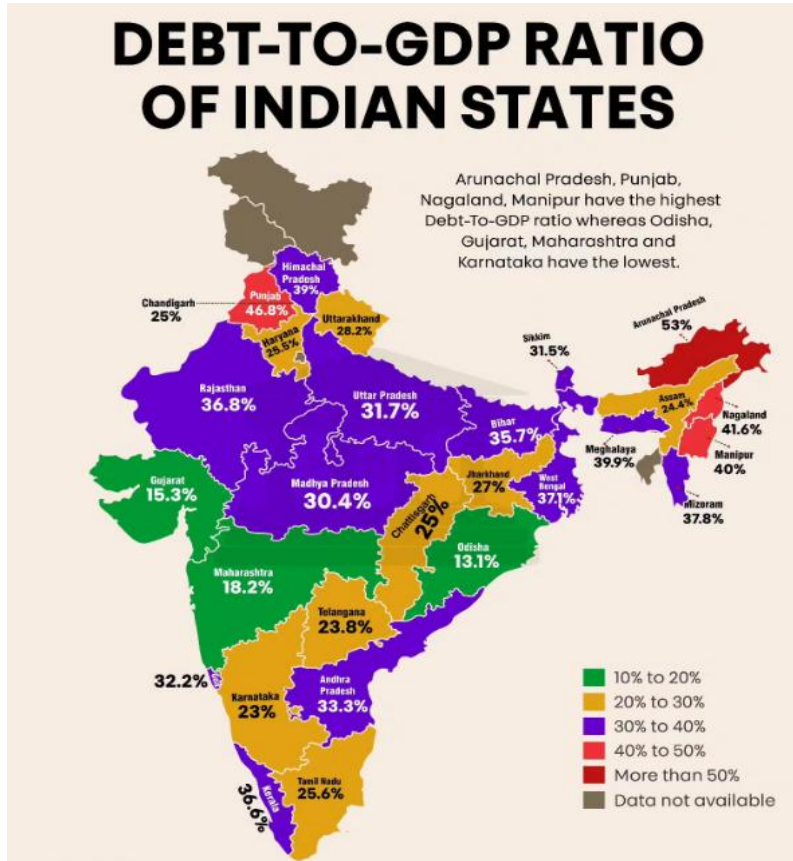 DEBT-TO-GDP RATIO
OF INDIAN STATES
Arunachal Pradesh, Punjab,
Nagaland, Manipur have the highest
Debt-To-GDP ratio whereas Odisha,
Gujarat, Maharashtra and
Karnataka have the lowest.
Himachal
Pradesh
39%
Chandigarh
25%
Punjab
46.8%
Uttarakhand
28.2%
Haryana
25.5%
Arunachal Pradesh
53%
Sikkim
31.5%
Rajasthan
36.8%
Uttar Pradesh
31.7%
Bihar
35.7%
Assam
24.4%
Nagaland
41.6%
Meghalaya
39.9%
Manipur
40%
Mizoram
37.8%
Gujarat
15.3%
Madhya Pradesh
30.4%
Jharkhand
27%
West
Bengal
37.1%
Chattisgarh
25%
Odisha
13.1%
Maharashtra
18.2%
Telangana
23.8%
32.2%
Goa
Karnataka
23%
Andhra
Pradesh
33.3%
Kerala
36.6%
Tamil Nadu
25.6%
10% to 20%
20% to 30%
30% to 40%
40% to 50%
More than 50%
Data not available